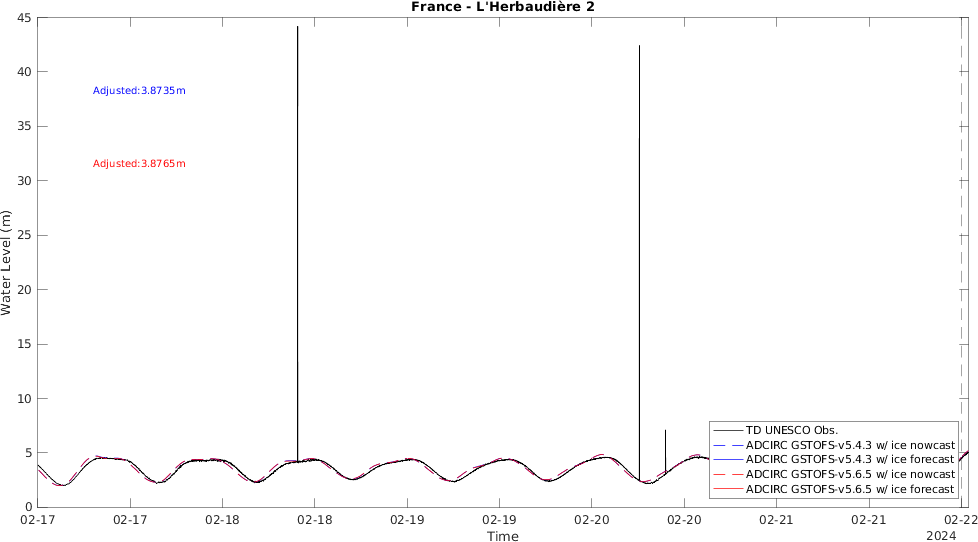 France - L'Herbaudière 2
45
40
35
30
25
20
15
10
5
0
Water Level (m)
Adjusted:3.8735m
Adjusted:3.8765m
TD UNESCO Obs.
ADCIRC GSTOFS-v5.4.3 w/ ice nowcast
ADCIRC GSTOFS-v5.4.3 w/ ice forecast
ADCIRC GSTOFS-v5.6.5 w/ ice nowcast
ADCIRC GSTOFS-v5.6.5 w/ ice forecast
02-17 02-17 02-18 02-18 02-19 02-19 02-20 02-20 02-21 02-21 02-22
Time
2024